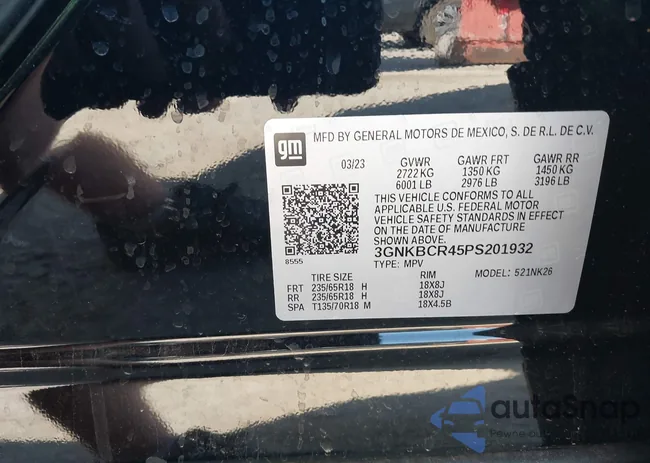 gm MFD BY GENERAL MOTORS DE MEXICO, S. DE R.L. DE C.V.
03/23 GVWR GAWR FRT GAWR RR
2722 KG 1350 KG 1450 KG
6001 LB 2976 LB 3196 LB
THIS VEHICLE CONFORMS TO ALL
APPLICABLE U.S. FEDERAL MOTOR
VEHICLE SAFETY STANDARDS IN EFFECT
ON THE DATE OF MANUFACTURE
SHOWN ABOVE.
8555
3GNKBCR45PS201932
TYPE: MPV
TIRE SIZE RIM MODEL: 521NK26
FRT 235/65R18 H 18X8J
RR 235/65R18 H 18X8J
SPA T135/70R18 M 18X4.5B
autoSnap